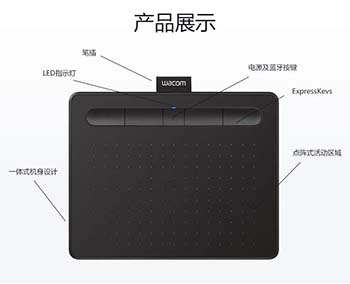 产品展示
笔插
LED指示灯
电源及蓝牙按键
wacom
ExpressKevs
点阵式活动区域
一体式机身设计